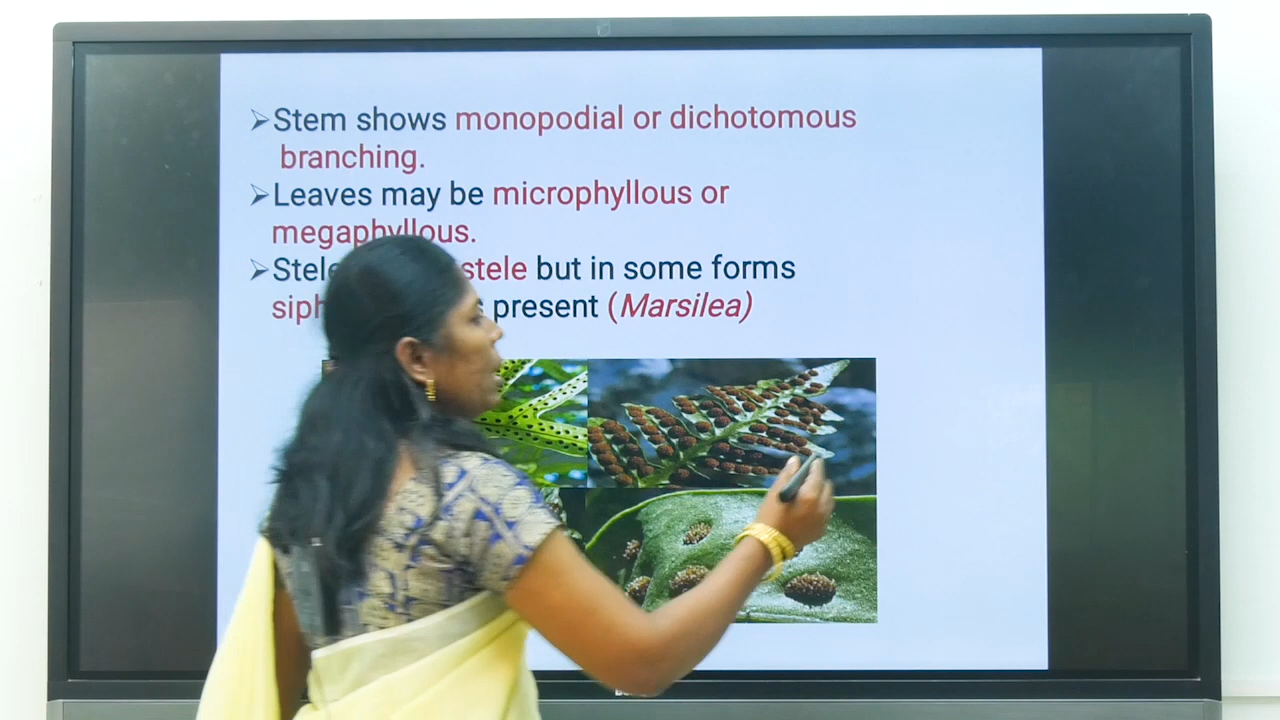 ➢Stem shows monopodial or dichotomous
branching.
➢Leaves may be microphyllous or
megaphyllous.
➢Stele stele but in some forms
present (Marsilea)